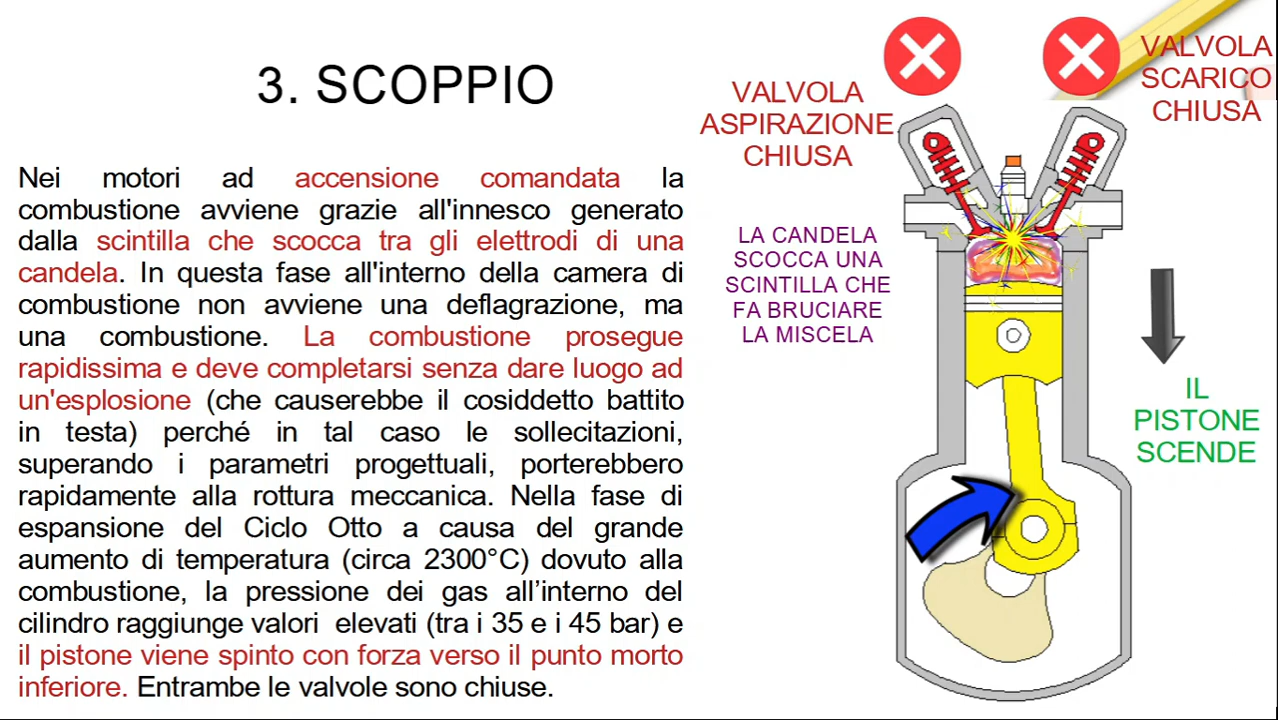 3. SCOPPIO
Nei motori ad accensione comandata la
combustione avviene grazie all'innesco generato
dalla scintilla che scocca tra gli elettrodi di una
candela. In questa fase all'interno della camera di
combustione non avviene una deflagrazione, ma
una combustione. La combustione prosegue
rapidissima e deve completarsi senza dare luogo ad
un'esplosione (che causerebbe il cosiddetto battito
in testa) perché in tal caso le sollecitazioni,
superando i parametri progettuali, porterebbero
rapidamente alla rottura meccanica. Nella fase di
espansione del Ciclo Otto a causa del grande
aumento di temperatura (circa 2300°C) dovuto alla
combustione, la pressione dei gas all’interno del
cilindro raggiunge valori elevati (tra i 35 e i 45 bar) e
il pistone viene spinto con forza verso il punto morto
inferiore. Entrambe le valvole sono chiuse.
VALVOLA
ASPIRAZIONE
CHIUSA
VALVOLA
SCARICO
CHIUSA
LA CANDELA
SCOCCA UNA
SCINTILLA CHE
FA BRUCIARE
LA MISCELA
IL
PISTONE
SCENDE